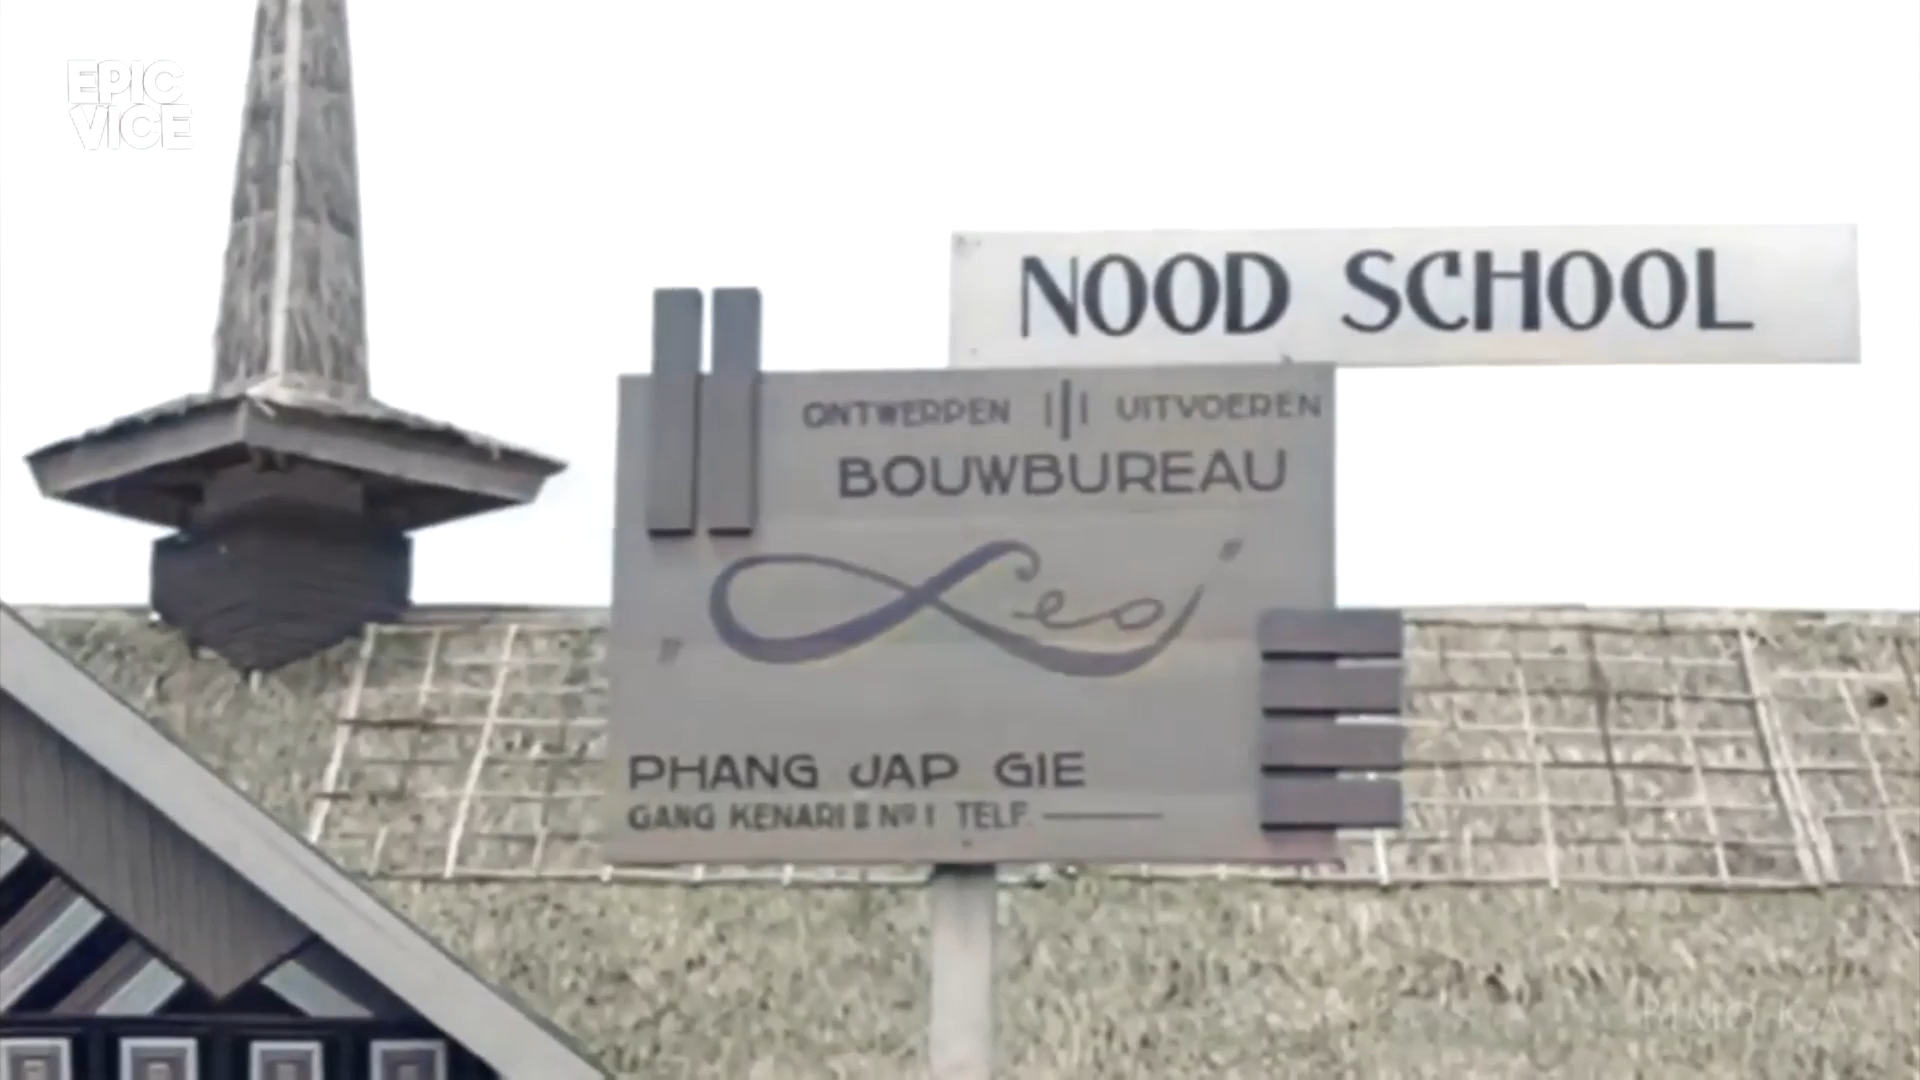 EPIC
VICE
NOOD SCHOOL
ONTWERPEN UITVOEREN
BOUWBUREAU
"Leo"
PHANG JAP GIE
GANG KENARI II Nº 1 TELF.